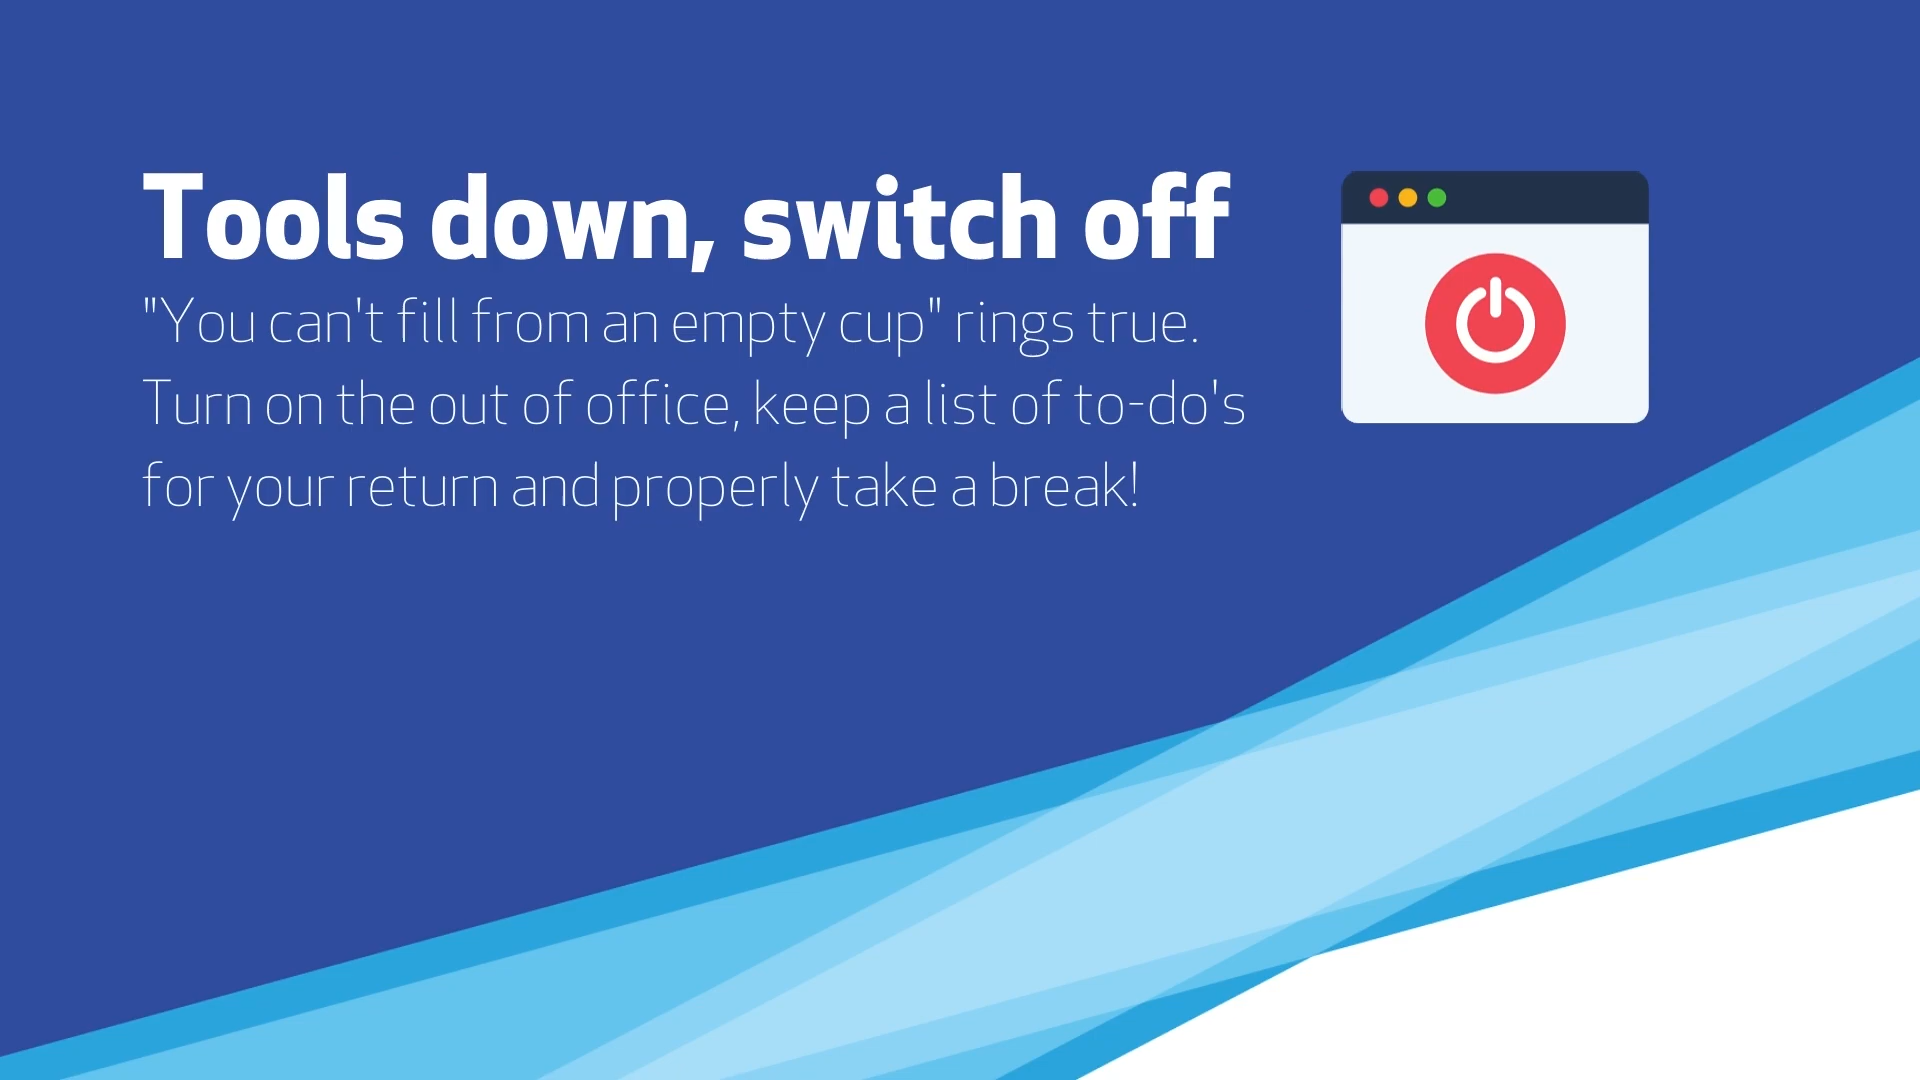 Tools down, switch off
"You can't fill from an empty cup" rings true.
Turn on the out of office, keep a list of to-do's
for your return and properly take a break!